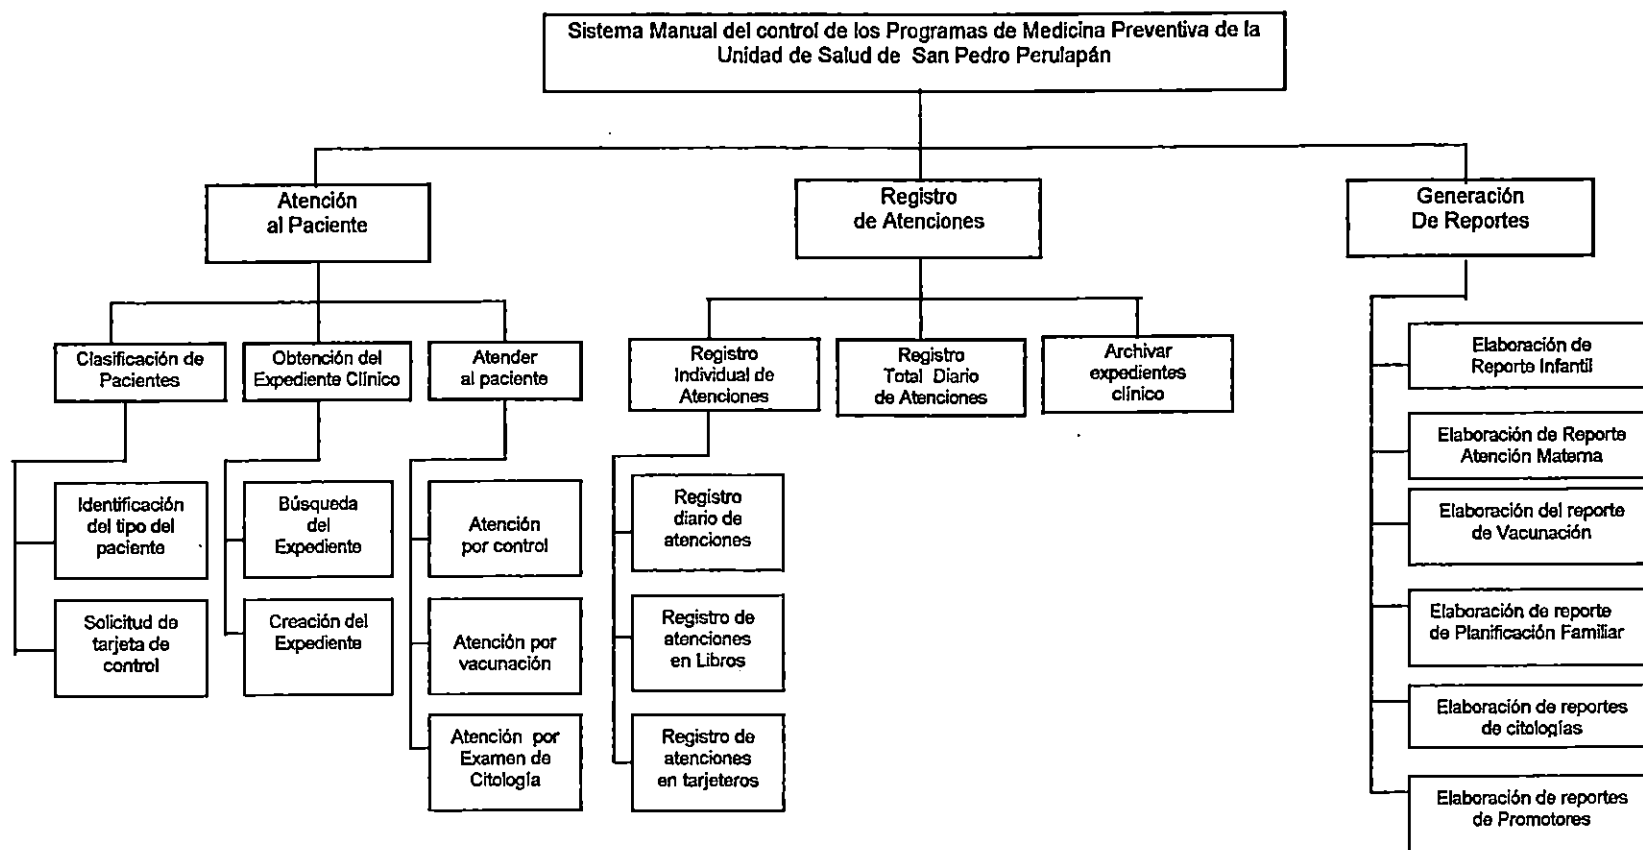 Sistema Manual del control de los Programas de Medicina Preventiva de la
Unidad de Salud de San Pedro Perulapán
Atención
al Paciente
Registro
de Atenciones
Generación
De Reportes
Clasificación de
Pacientes
Obtención del
Expediente Clínico
Atender
al paciente
Registro
Individual de
Atenciones
Registro
Total Diario
de Atenciones
Archivar
expedientes
clínico
Identificación
del tipo del
paciente
Solicitud de
tarjeta de
control
Búsqueda
del
Expediente
Creación del
Expediente
Atención
por control
Atención por
vacunación
Atención por
Examen de
Citología
Registro
diario de
atenciones
Registro de
atenciones
en Libros
Registro de
atenciones
en tarjeteros
Elaboración de
Reporte Infantil
Elaboración de Reporte
Atención Materna
Elaboración del reporte
de Vacunación
Elaboración de reporte
de Planificación Familiar
Elaboración de reportes
de citologías
Elaboración de reportes
de Promotores